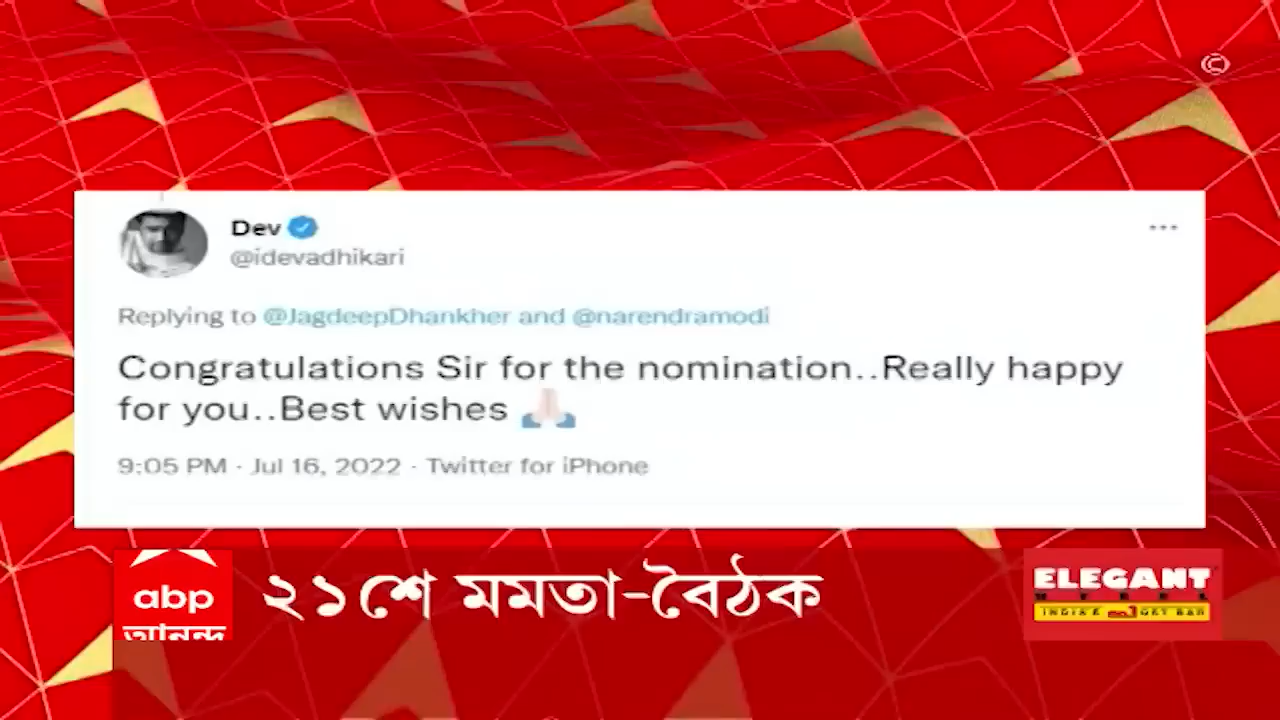 ©
Dev
@idevadhikari
Replying to @JagdeepDhankher and @narendramodi
Congratulations Sir for the nomination..Really happy
for you..Best wishes 🙏🏻
9:05 PM · Jul 16, 2022 · Twitter for iPhone
abp
আনন্দ
২১শে মমতা-বৈঠক
ELEGANT
STEEL